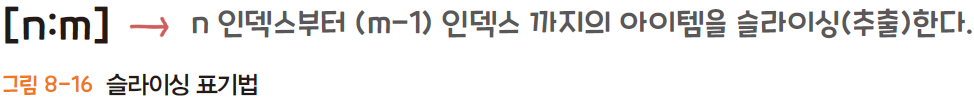 [n:m] → n 인덱스부터 (m-1) 인덱스 까지의 아이템을 슬라이싱(추출)한다.
그림 8-16 슬라이싱 표기법